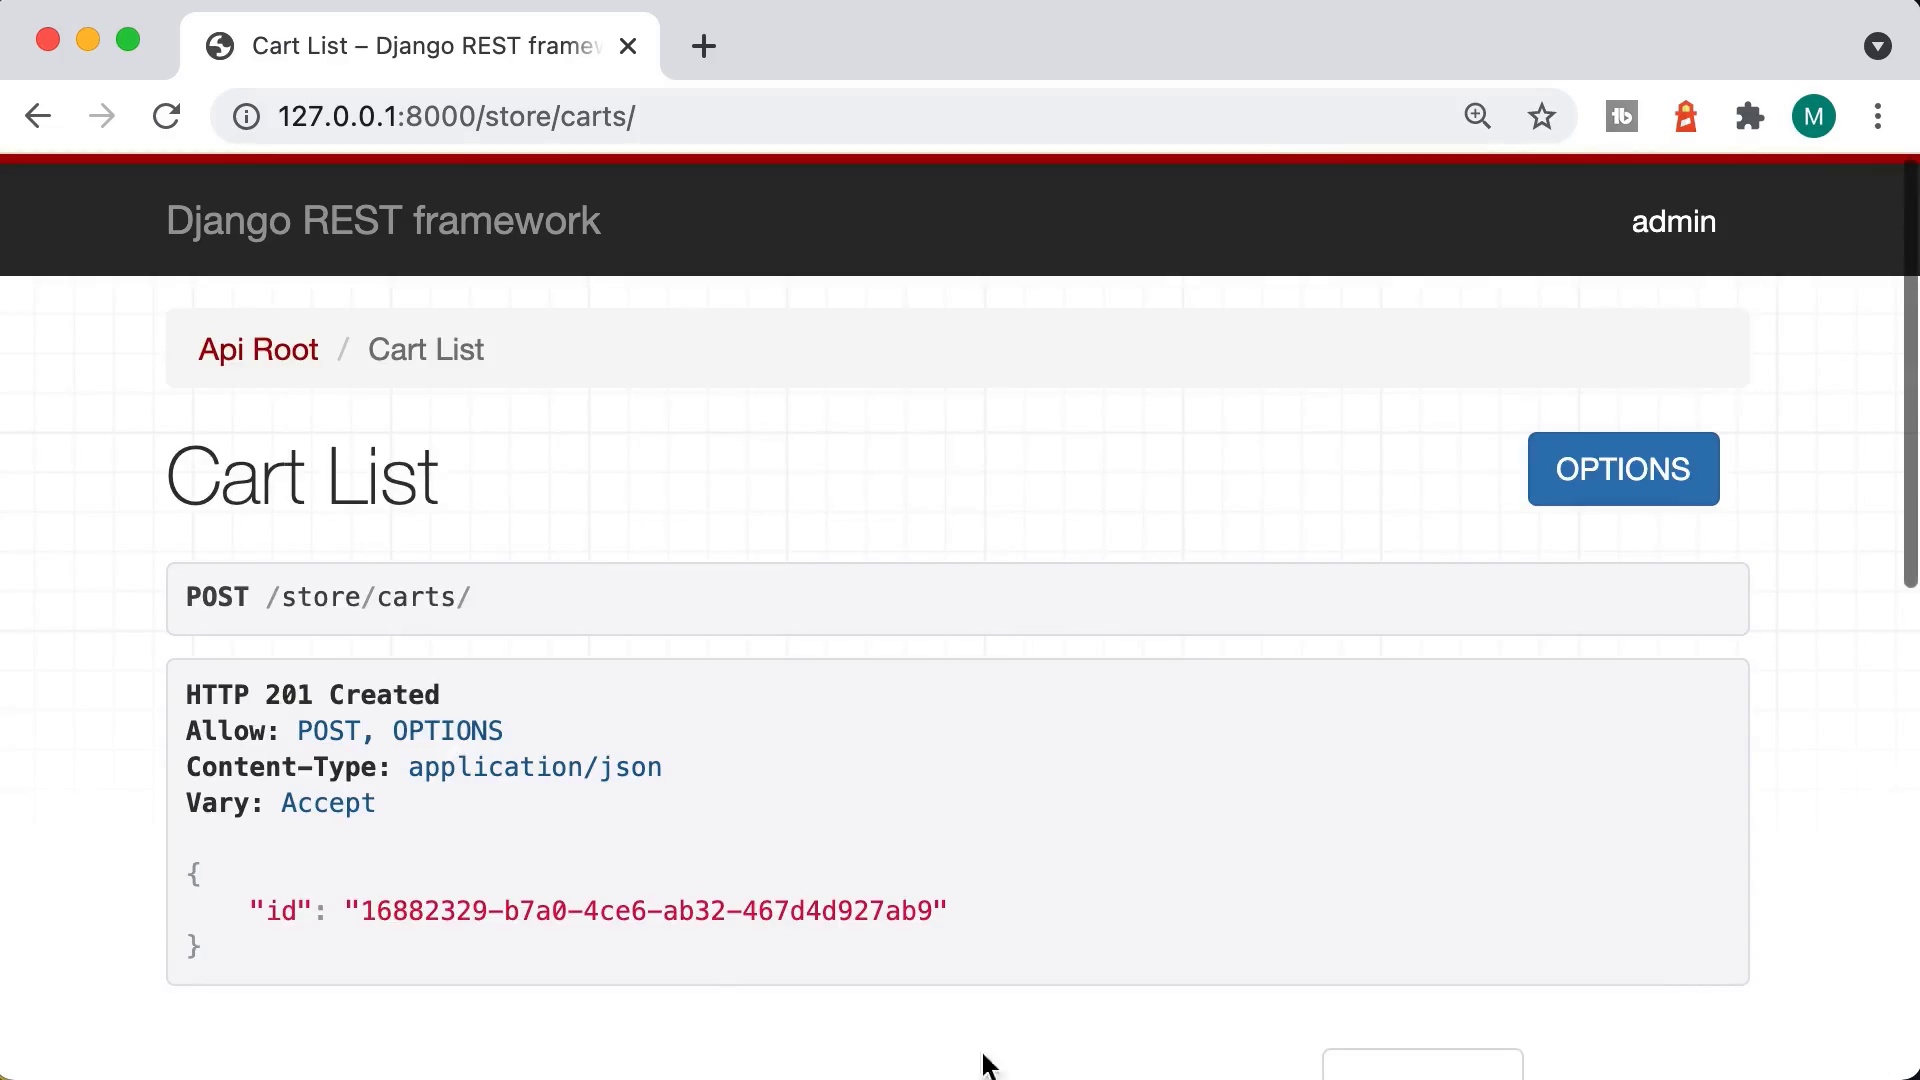 Cart List – Django REST framew
127.0.0.1:8000/store/carts/
M
Django REST framework
admin
Api Root / Cart List
Cart List
OPTIONS
POST /store/carts/
HTTP 201 Created
Allow: POST, OPTIONS
Content-Type: application/json
Vary: Accept
{
"id": "16882329-b7a0-4ce6-ab32-467d4d927ab9"
}